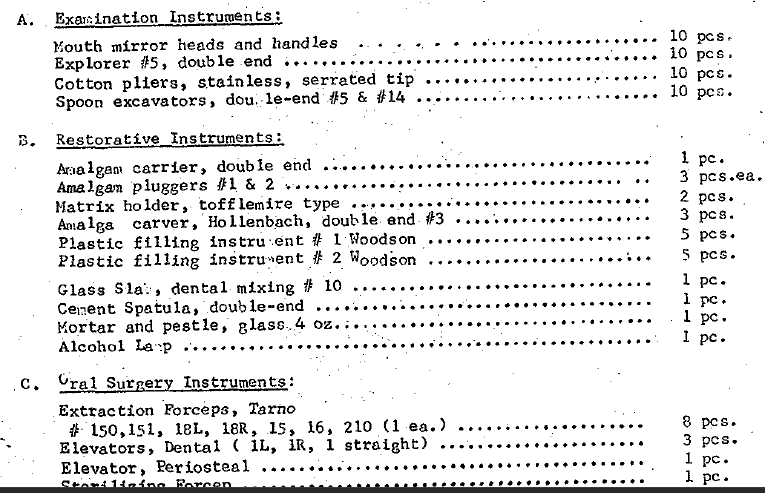 A. Examination Instruments:
Mouth mirror heads and handles . . . . . ........................ 10 pcs.
Explorer #5, double end ........................................ 10 pcs.
Cotton pliers, stainless, serrated tip ......................... 10 pcs.
Spoon excavators, dou le-end #5 & #14 .......................... 10 pcs.
B. Restorative Instruments:
Amalgam carrier, double end .................................... 1 pc.
Amalgam pluggers #1 & 2 ........................................ 3 pcs.ea.
Matrix holder, tofflemire type ................................. 2 pcs.
Amalga carver, Hollenbach, double end #3 ....................... 3 pcs.
Plastic filling instru ent # 1 Woodson ......................... 5 pcs.
Plastic filling instrument # 2 Woodson ......................... 5 pcs.
Glass Sla , dental mixing # 10 ................................. 1 pc.
Cement Spatula, double-end ..................................... 1 pc.
Mortar and pestle, glass 4 oz................................... 1 pc.
Alcohol La p ................................................... 1 pc.
C. Oral Surgery Instruments:
Extraction Forceps, Tarno
# 150,151, 18L, 18R, 15, 16, 210 (1 ea.) ....................... 8 pcs.
Elevators, Dental ( 1L, 1R, 1 straight) ........................ 3 pcs.
Elevator, Periosteal ........................................... 1 pc.
Sterilizing Forcep ............................................. 1 pc.